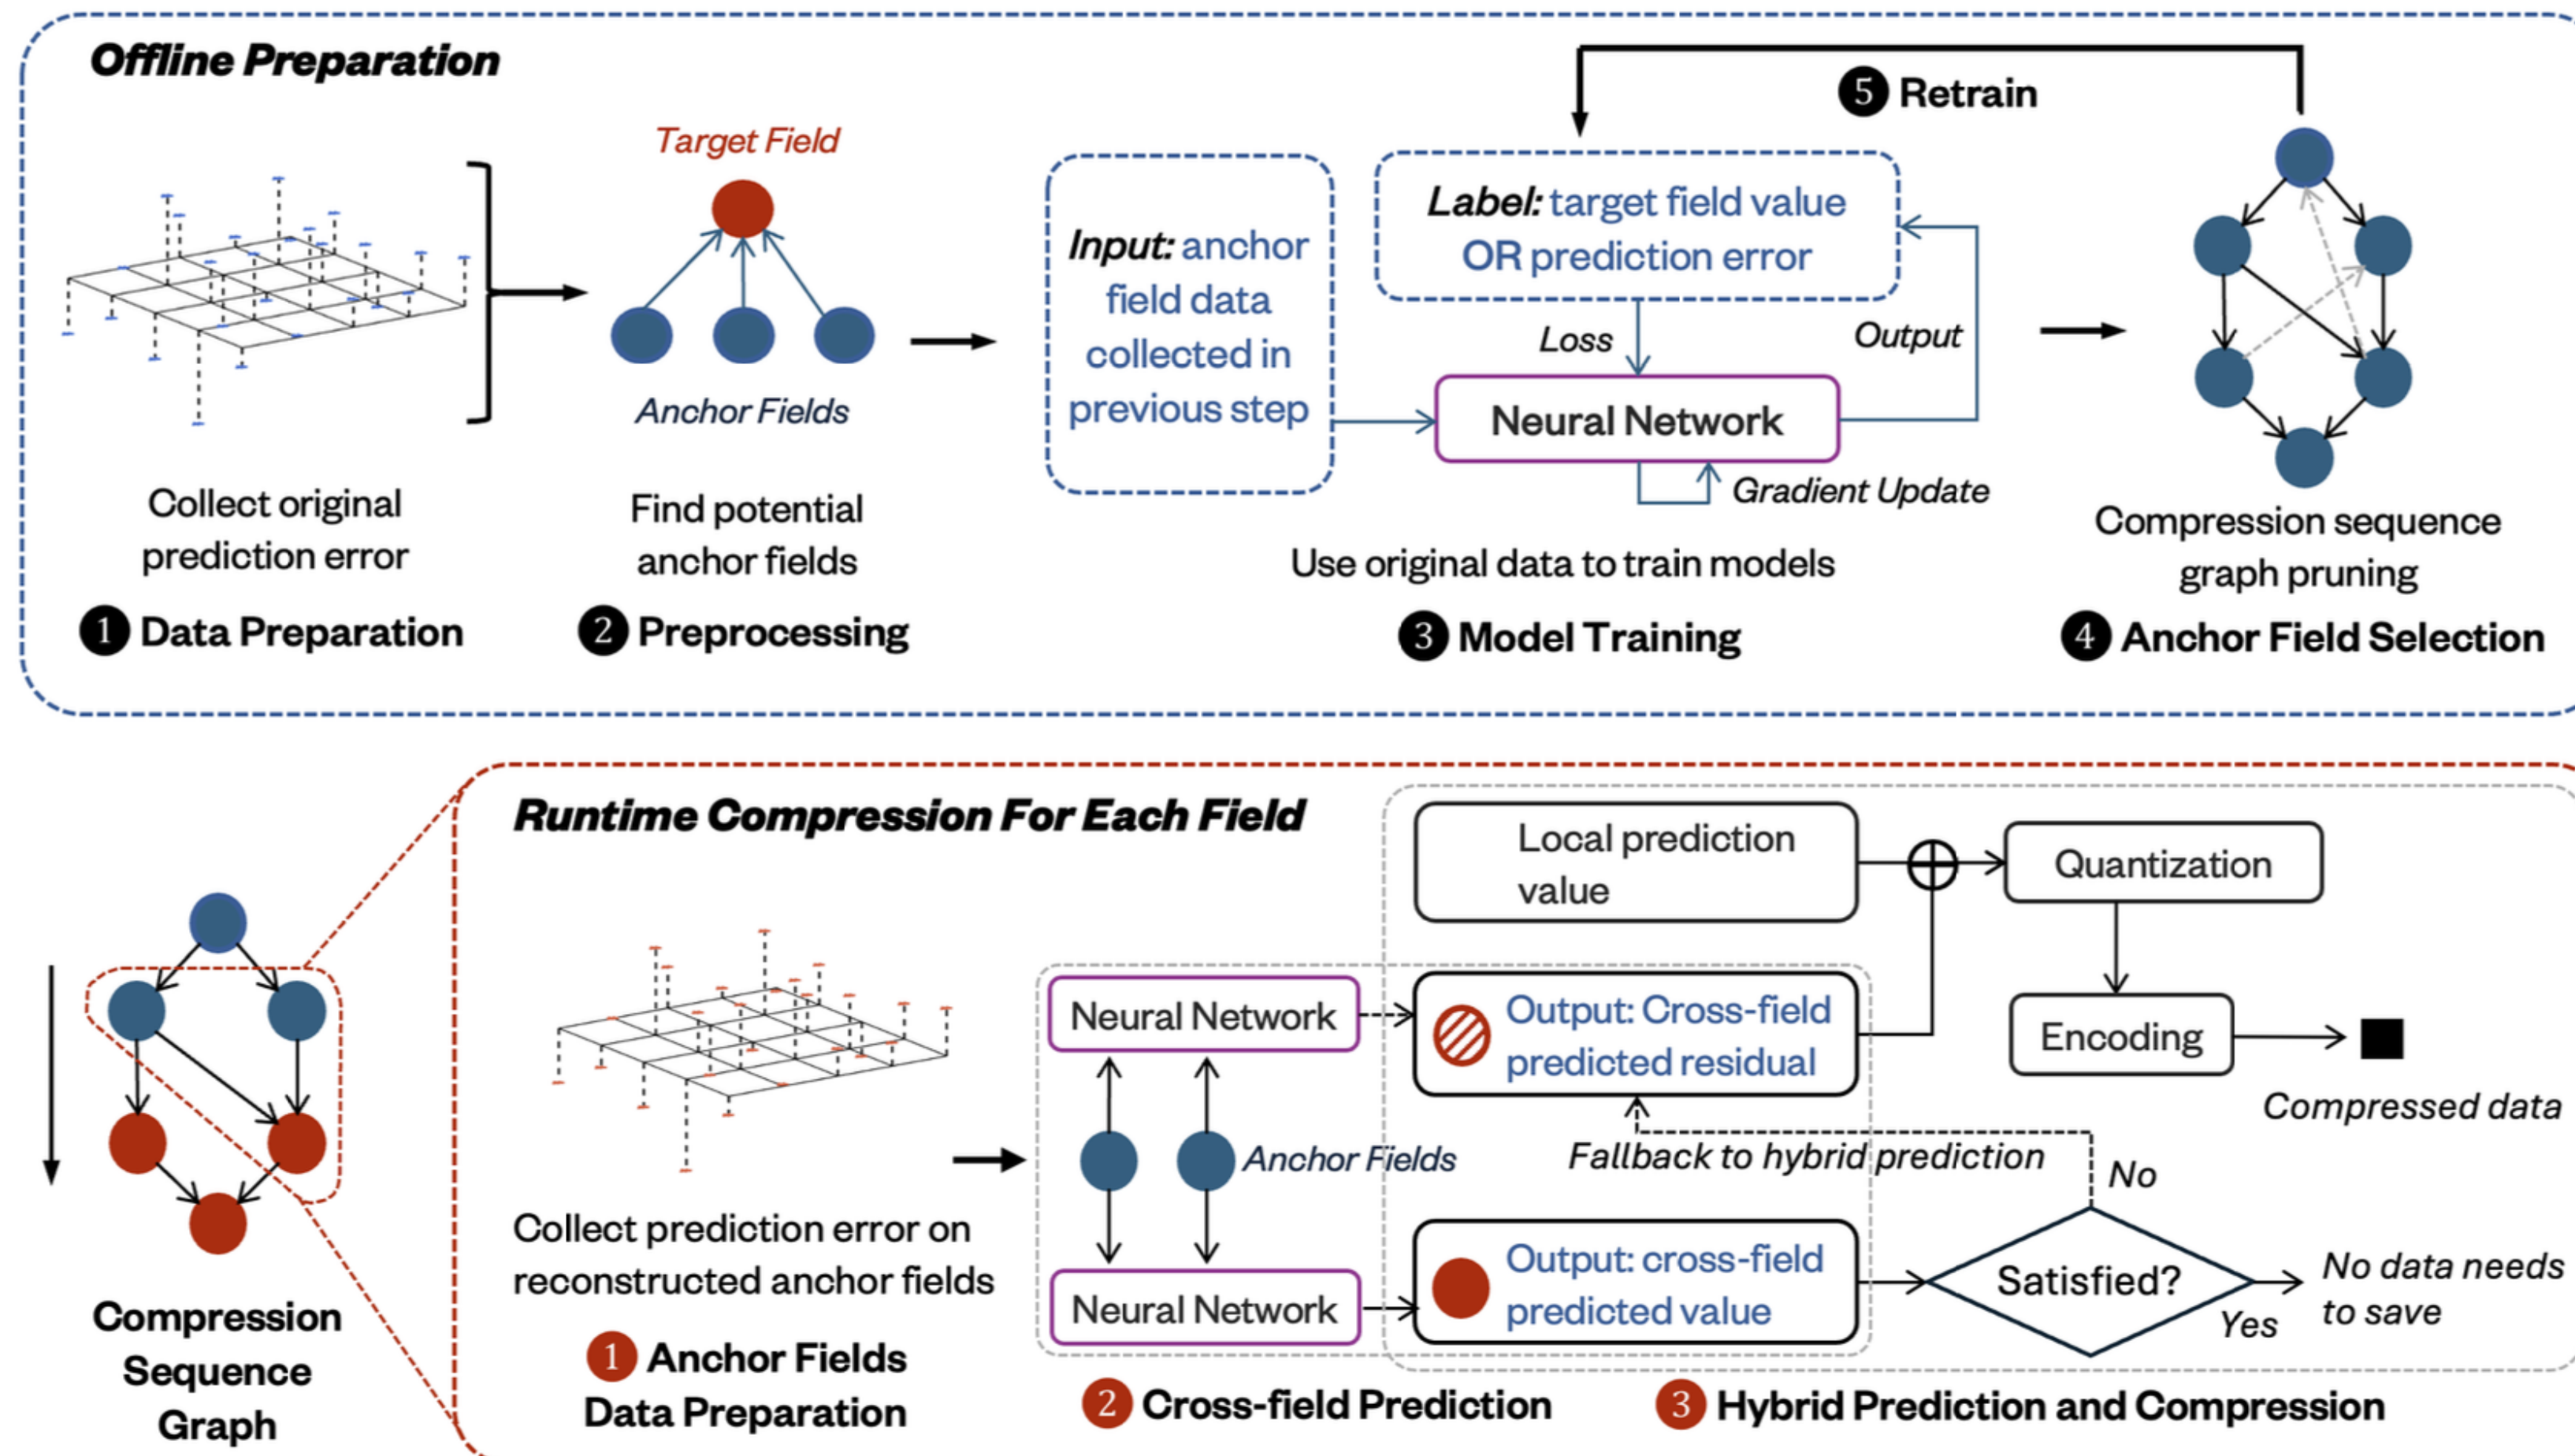 Offline Preparation
Collect original
prediction error
1 Data Preparation
Target Field
Anchor Fields
Find potential
anchor fields
2 Preprocessing
Input: anchor
field data
collected in
previous step
Label: target field value
OR prediction error
Loss
Output
Neural Network
Gradient Update
Use original data to train models
3 Model Training
5 Retrain
Compression sequence
graph pruning
4 Anchor Field Selection
Compression
Sequence
Graph
Runtime Compression For Each Field
Collect prediction error on
reconstructed anchor fields
1 Anchor Fields
Data Preparation
Neural Network
Anchor Fields
Neural Network
2 Cross-field Prediction
Local prediction
value
Output: Cross-field
predicted residual
Fallback to hybrid prediction
Output: cross-field
predicted value
Quantization
Encoding
Compressed data
No
Satisfied?
Yes
No data needs
to save
3 Hybrid Prediction and Compression